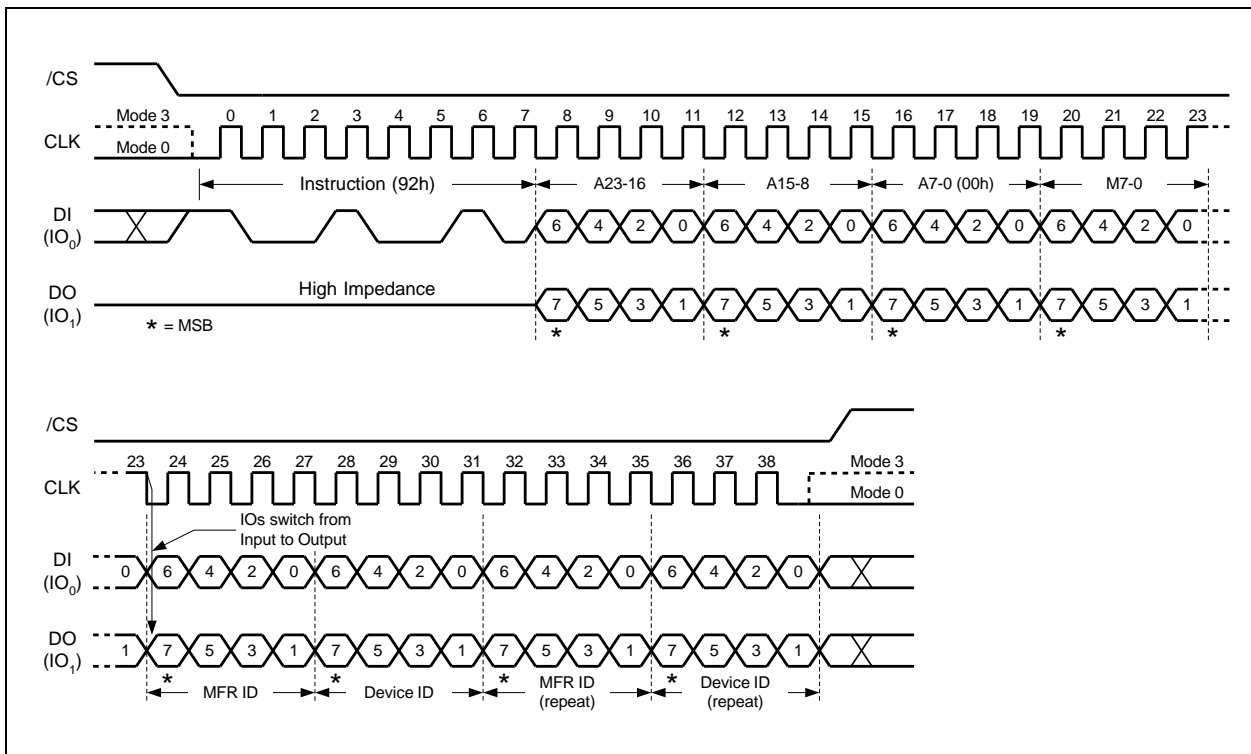 /CS
Mode 3 0 1 2 3 4 5 6 7 8 9 10 11 12 13 14 15 16 17 18 19 20 21 22 23
CLK
Mode 0
Instruction (92h) A23-16 A15-8 A7-0 (00h) M7-0
DI
(IO0)
6 4 2 0 6 4 2 0 6 4 2 0 6 4 2 0
High Impedance
DO
(IO1)
7 5 3 1 7 5 3 1 7 5 3 1 7 5 3 1
* = MSB
* * * *
/CS
23 24 25 26 27 28 29 30 31 32 33 34 35 36 37 38 Mode 3
CLK
Mode 0
IOs switch from
Input to Output
DI
(IO0)
0 6 4 2 0 6 4 2 0 6 4 2 0 6 4 2 0
DO
(IO1)
1 7 5 3 1 7 5 3 1 7 5 3 1 7 5 3 1
* * * *
MFR ID Device ID MFR ID
(repeat) Device ID
(repeat)